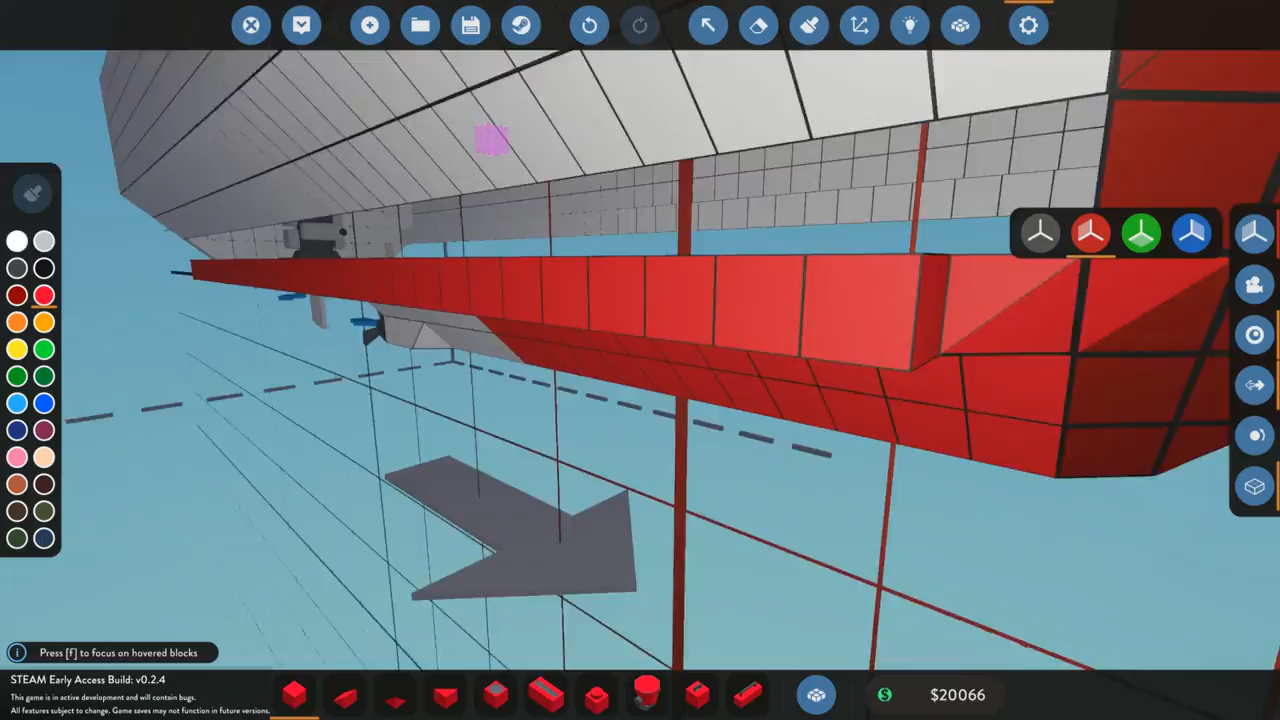 Press [f] to focus on hovered blocks
STEAM Early Access Build: v0.2.4
This game is in active development and will contain bugs.
All features subject to change. Game saves may not function in future versions.
$20066